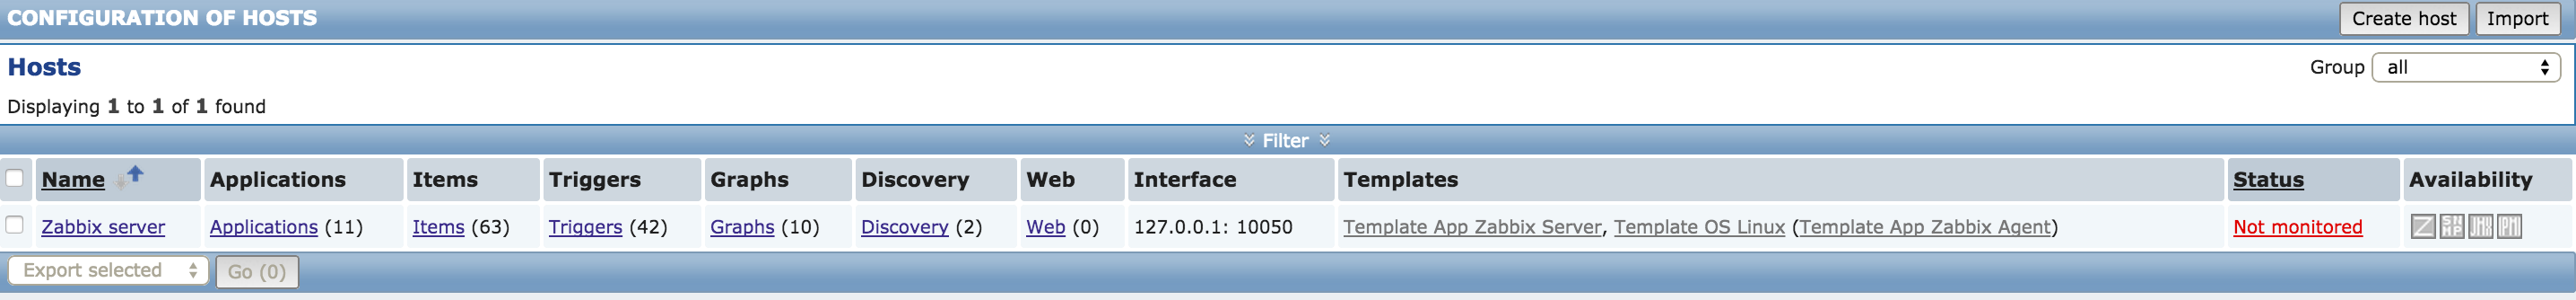 CONFIGURATION OF HOSTS Create host Import
Hosts Group all
Displaying 1 to 1 of 1 found
Filter
Name Applications Items Triggers Graphs Discovery Web Interface Templates Status Availability
Zabbix server Applications (11) Items (63) Triggers (42) Graphs (10) Discovery (2) Web (0) 127.0.0.1: 10050 Template App Zabbix Server, Template OS Linux (Template App Zabbix Agent) Not monitored Z SNMP JMX IPMI
Export selected Go (0)